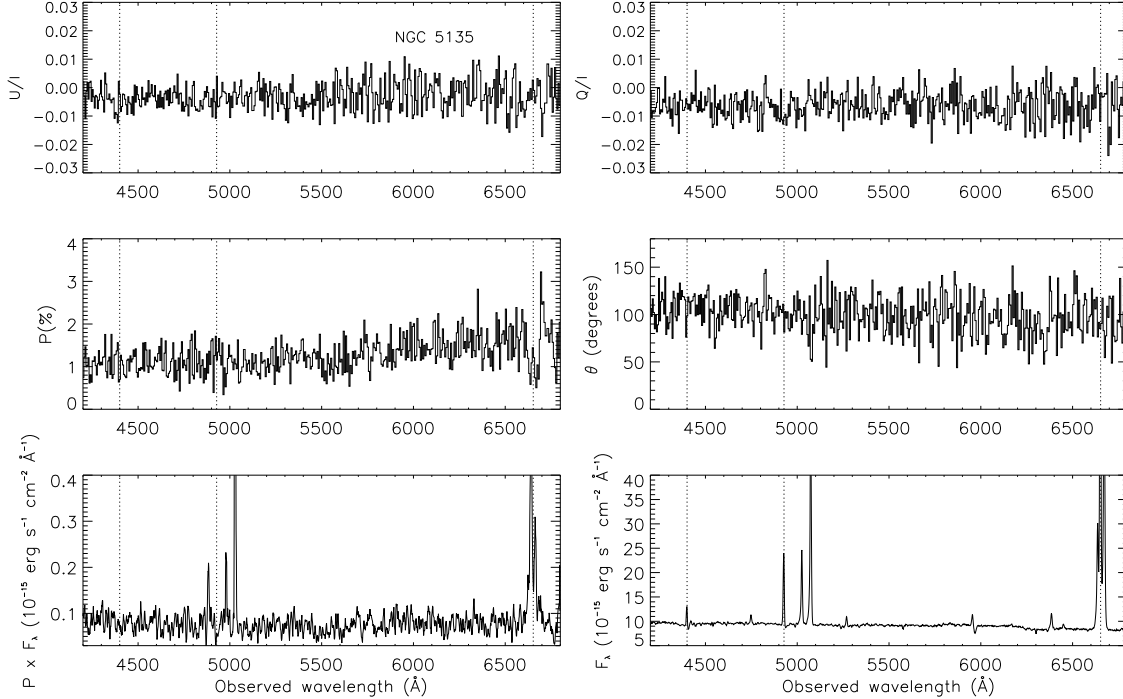 0.03
0.02
0.01
0.00
−0.01
−0.02
−0.03
U/I
NGC 5135
4500 5000 5500 6000 6500
0.03
0.02
0.01
0.00
−0.01
−0.02
−0.03
Q/I
4500 5000 5500 6000 6500
4
3
2
1
0
P(%)
4500 5000 5500 6000 6500
150
100
50
0
θ (degrees)
4500 5000 5500 6000 6500
0.4
0.3
0.2
0.1
P x Fλ (10⁻¹⁵ erg s⁻¹ cm⁻² Å⁻¹)
4500 5000 5500 6000 6500
Observed wavelength (Å)
40
35
30
25
20
15
10
5
Fλ (10⁻¹⁵ erg s⁻¹ cm⁻² Å⁻¹)
4500 5000 5500 6000 6500
Observed wavelength (Å)